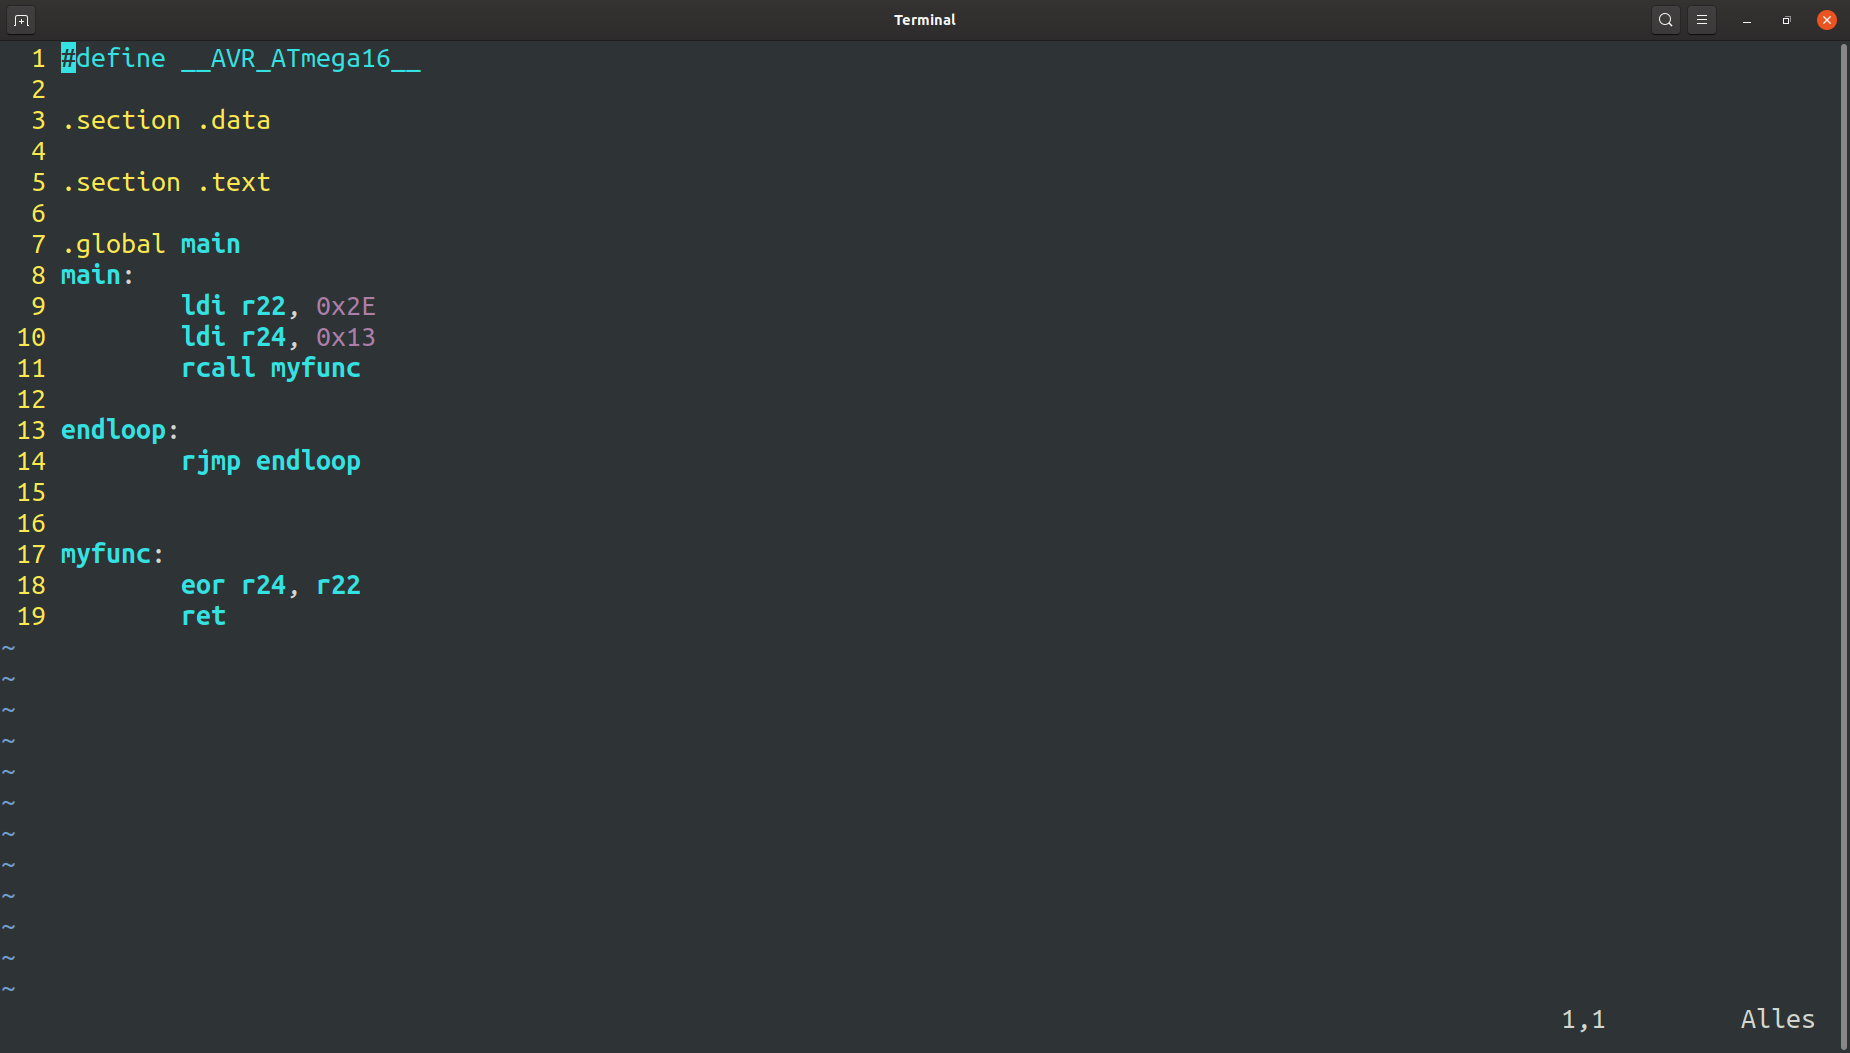 Terminal
1 #define __AVR_ATmega16__
2
3 .section .data
4
5 .section .text
6
7 .global main
8 main:
9         ldi r22, 0x2E
10         ldi r24, 0x13
11         rcall myfunc
12
13 endloop:
14         rjmp endloop
15
16
17 myfunc:
18         eor r24, r22
19         ret
~
~
~
~
~
~
~
~
~
~
~
~
1,1 Alles